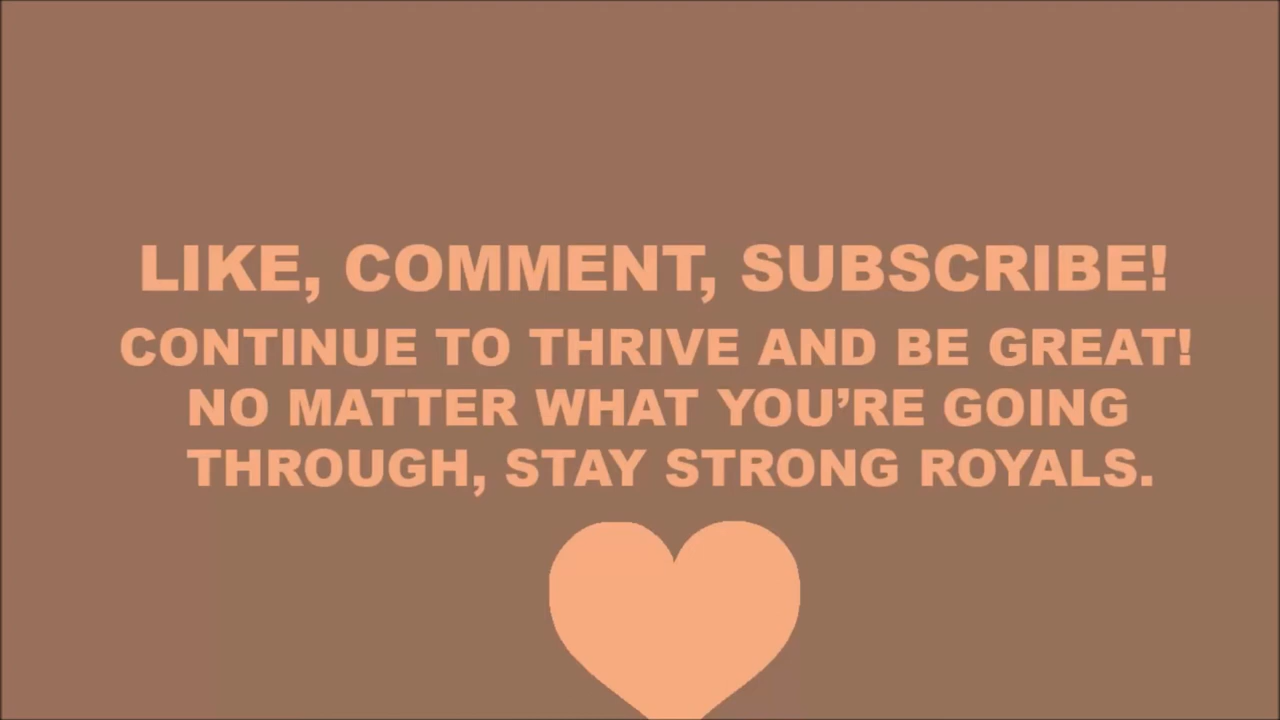 LIKE, COMMENT, SUBSCRIBE!
CONTINUE TO THRIVE AND BE GREAT!
NO MATTER WHAT YOU’RE GOING
THROUGH, STAY STRONG ROYALS.